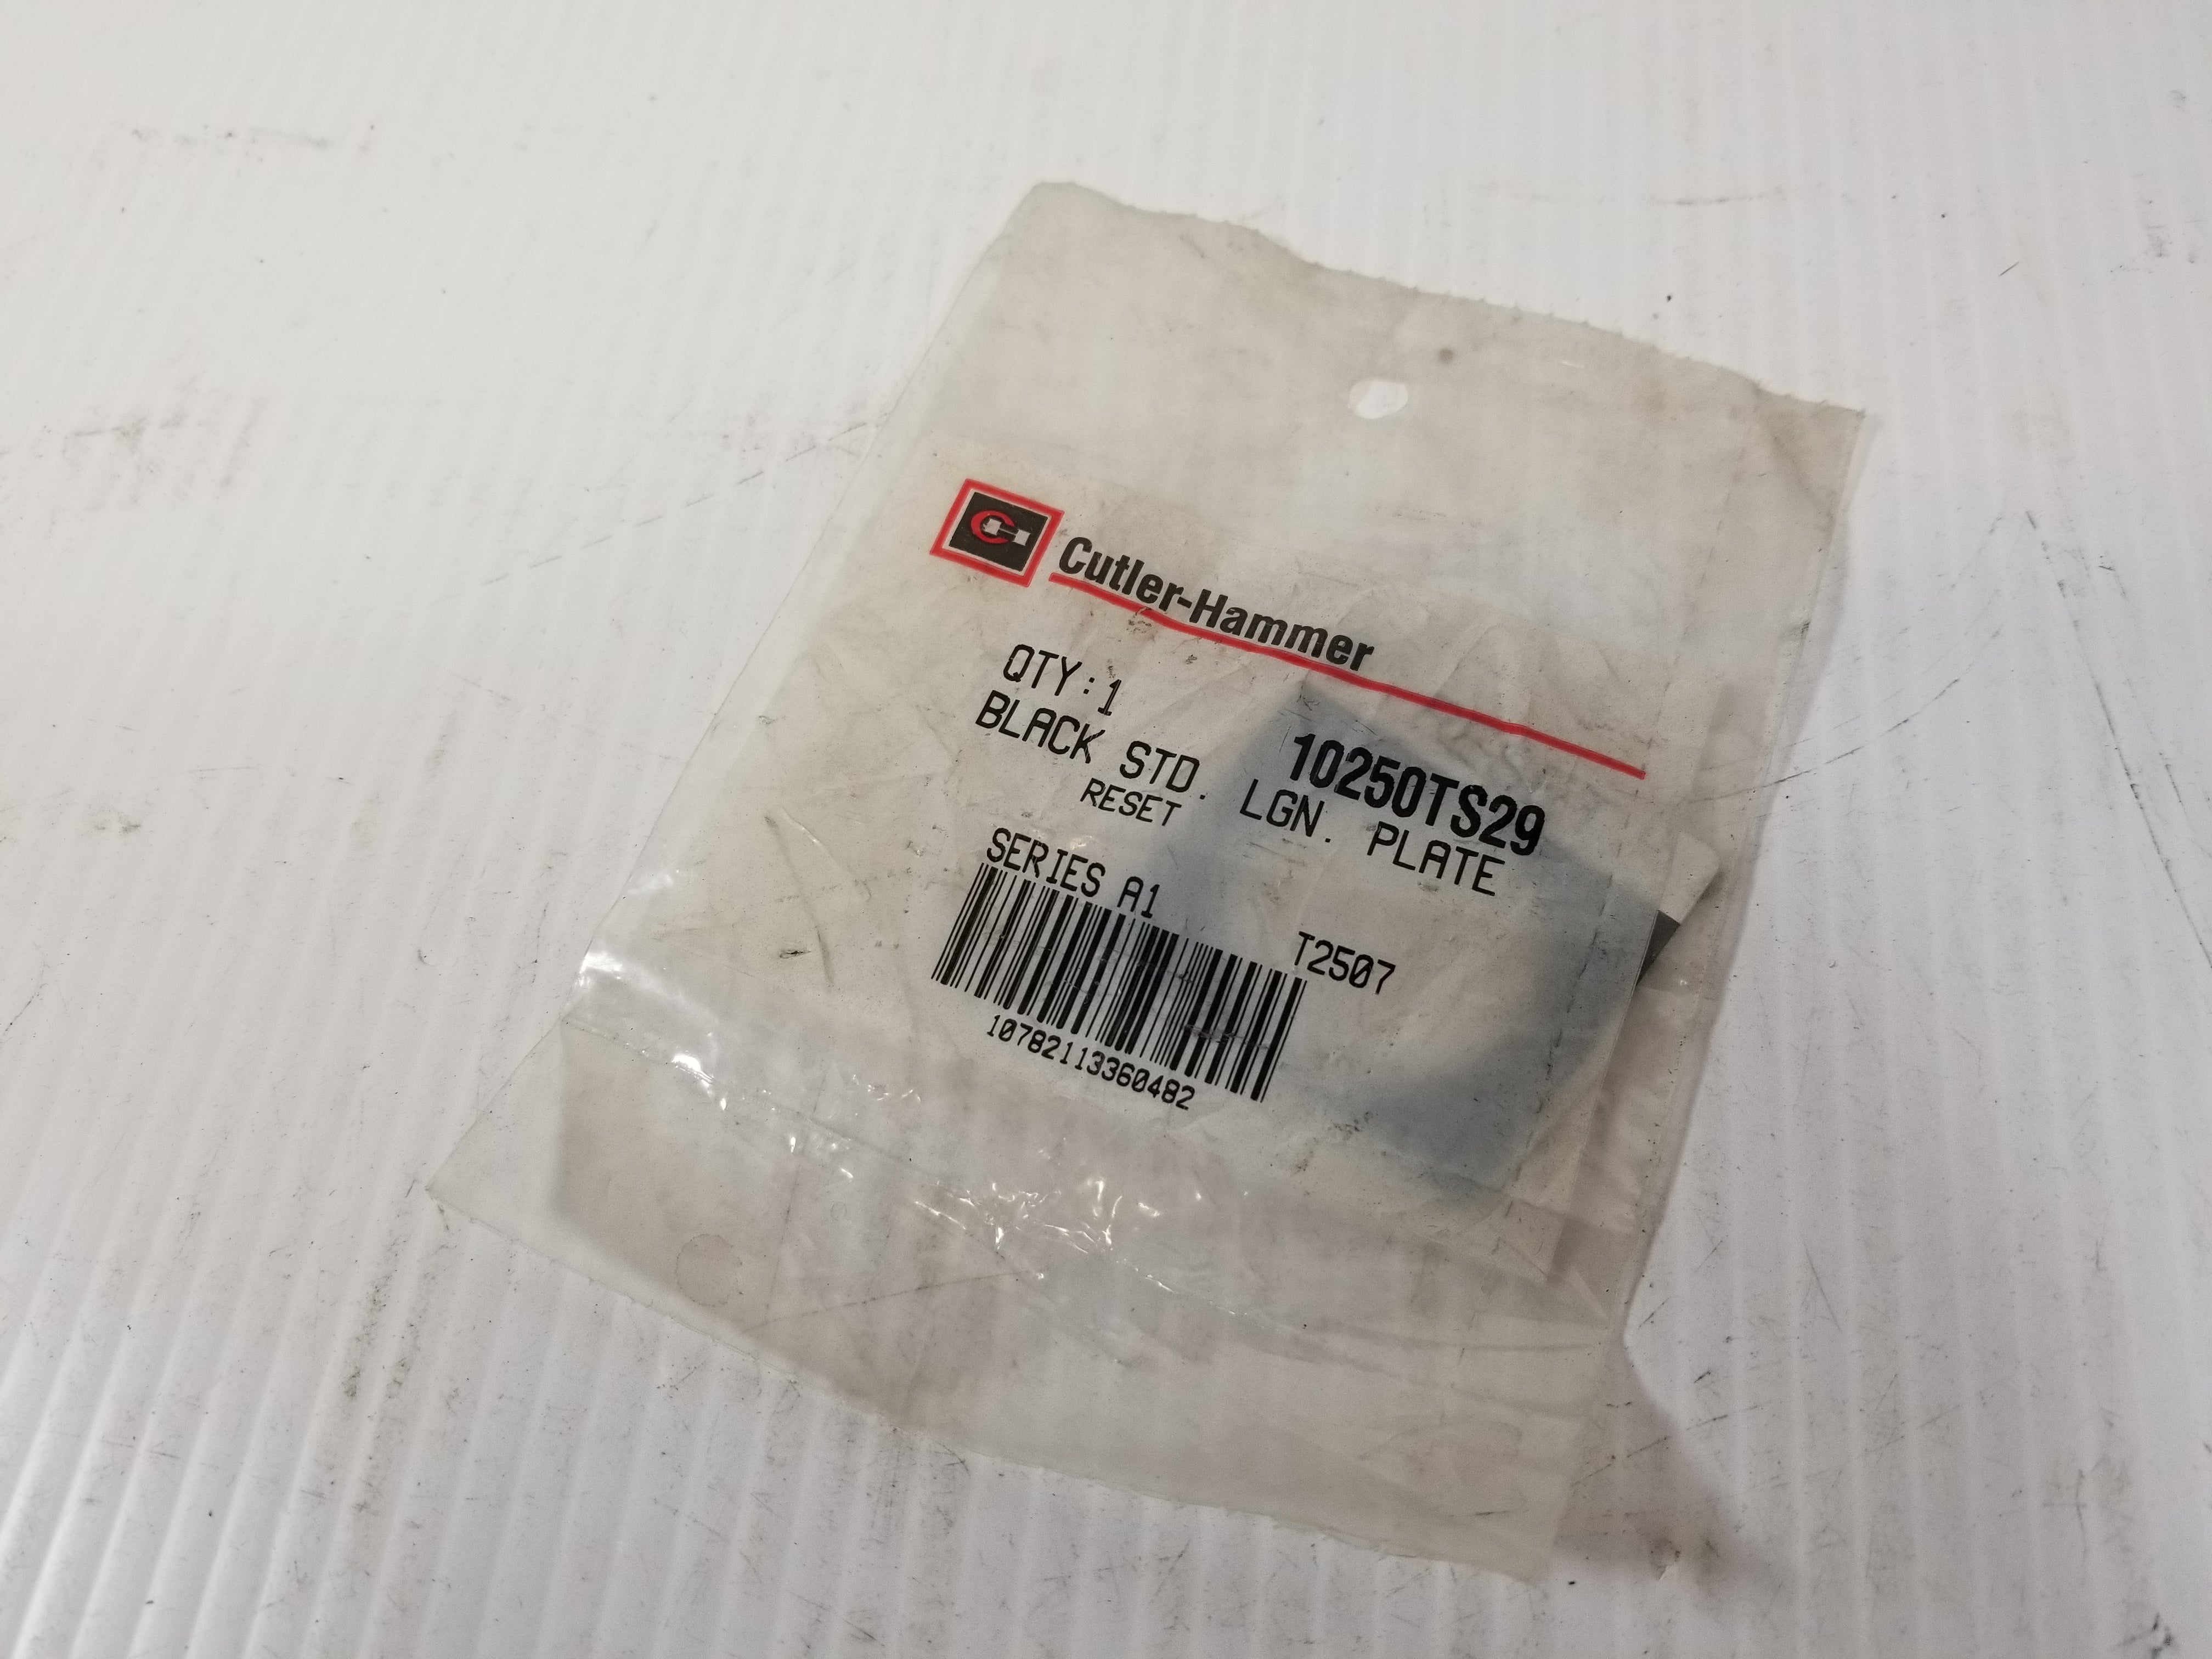 Cutler-Hammer
QTY:1 10250TS29
BLACK STD. LGN. PLATE
RESET
SERIES A1
T2507
10782113360482